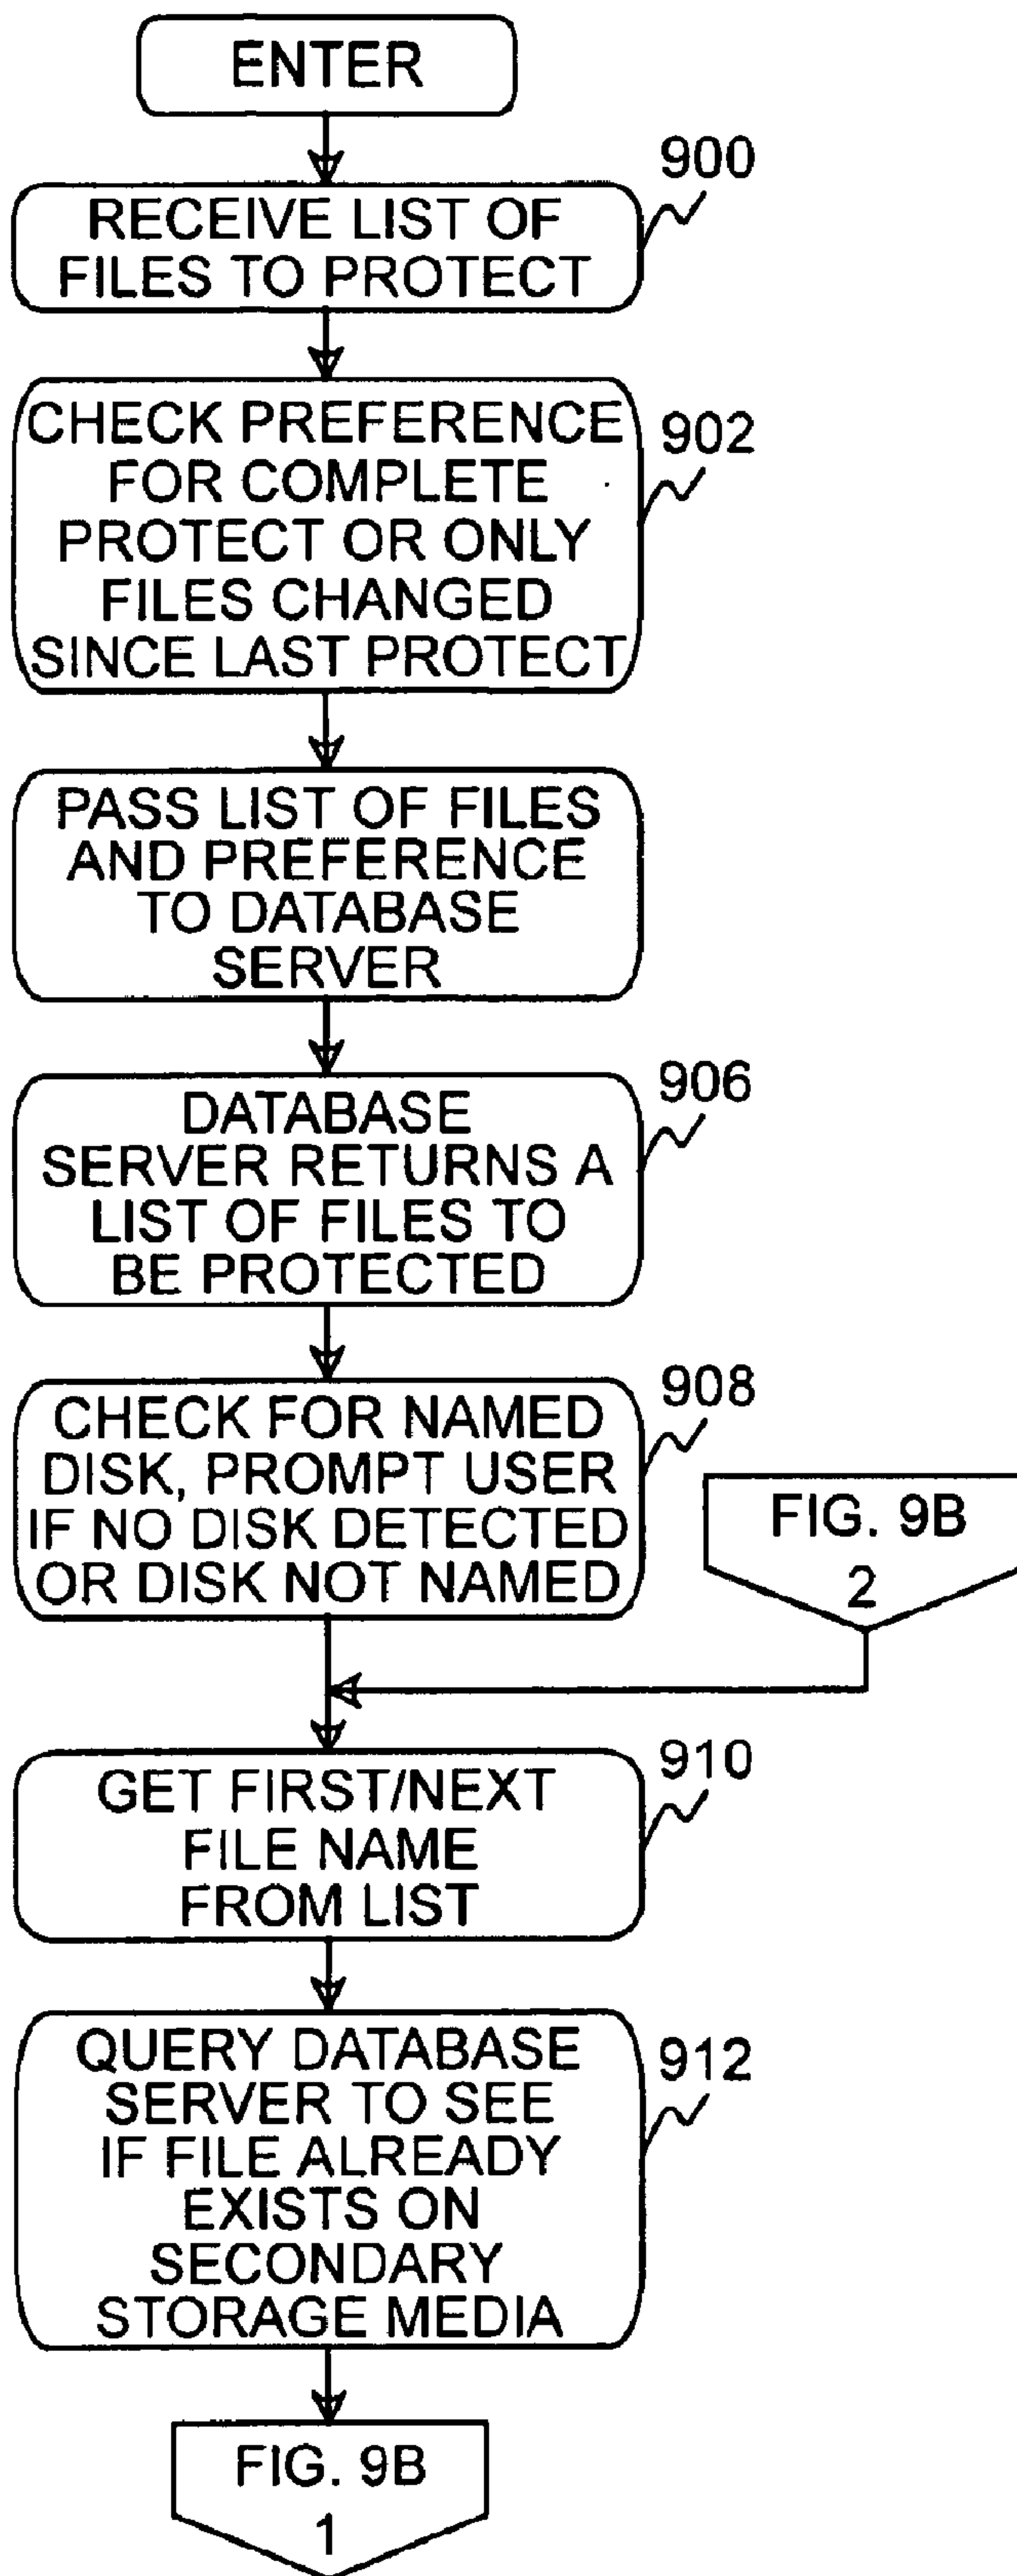 ENTER
900
RECEIVE LIST OF
FILES TO PROTECT
902
CHECK PREFERENCE
FOR COMPLETE
PROTECT OR ONLY
FILES CHANGED
SINCE LAST PROTECT
PASS LIST OF FILES
AND PREFERENCE
TO DATABASE
SERVER
906
DATABASE
SERVER RETURNS A
LIST OF FILES TO
BE PROTECTED
908
CHECK FOR NAMED
DISK, PROMPT USER
IF NO DISK DETECTED
OR DISK NOT NAMED
FIG. 9B
2
910
GET FIRST/NEXT
FILE NAME
FROM LIST
912
QUERY DATABASE
SERVER TO SEE
IF FILE ALREADY
EXISTS ON
SECONDARY
STORAGE MEDIA
FIG. 9B
1